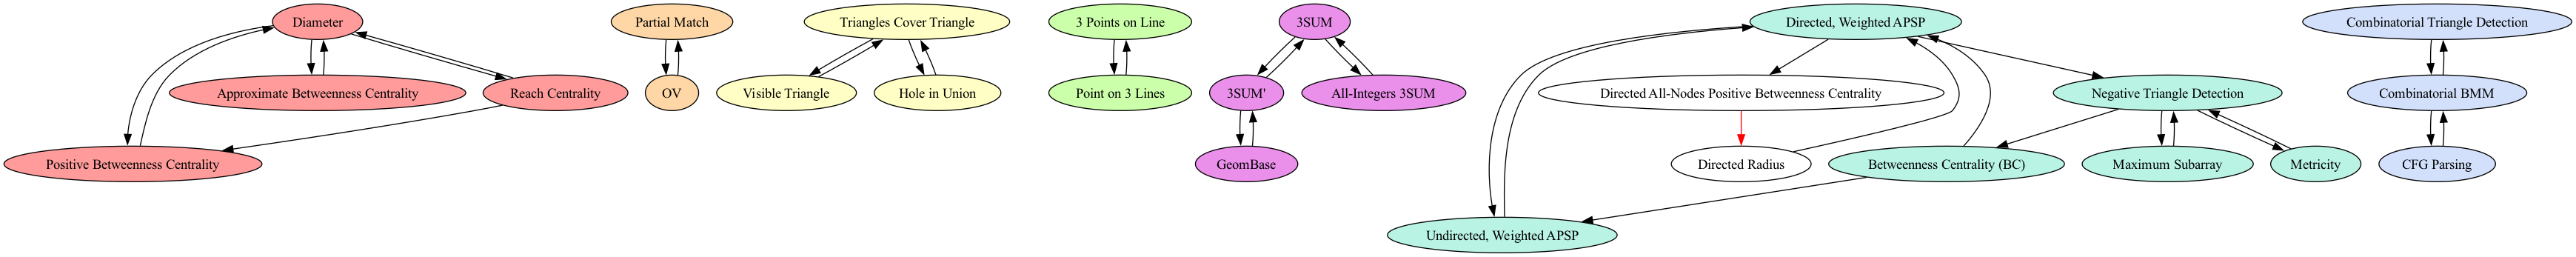 Diameter
Partial Match
Triangles Cover Triangle
3 Points on Line
3SUM
Directed, Weighted APSP
Combinatorial Triangle Detection
Approximate Betweenness Centrality
Reach Centrality
OV
Visible Triangle
Hole in Union
Point on 3 Lines
3SUM'
All-Integers 3SUM
Directed All-Nodes Positive Betweenness Centrality
Negative Triangle Detection
Combinatorial BMM
Positive Betweenness Centrality
GeomBase
Directed Radius
Betweenness Centrality (BC)
Maximum Subarray
Metricity
CFG Parsing
Undirected, Weighted APSP